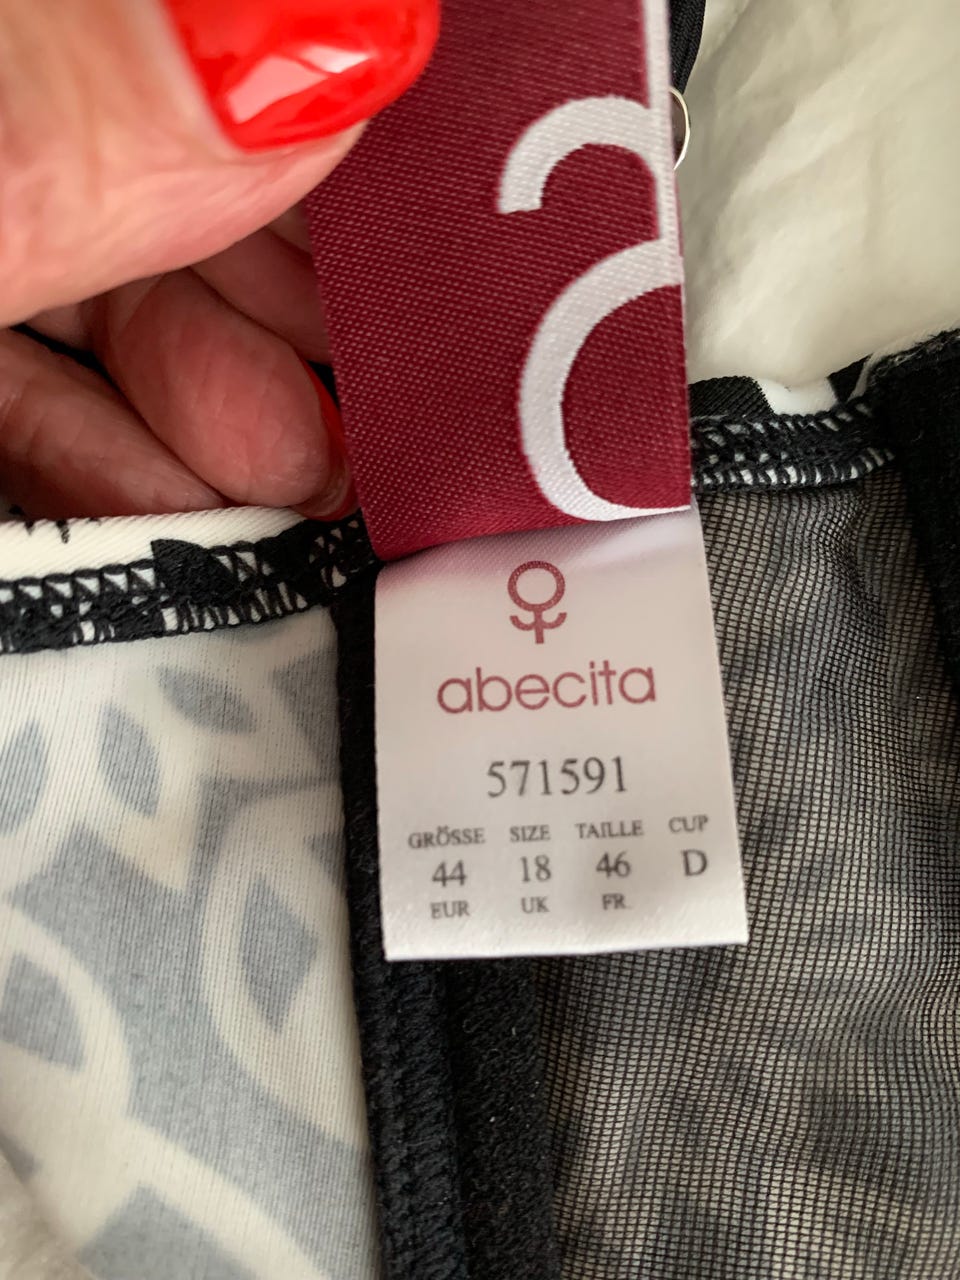 a
abecita
571591
GRÖSSE SIZE TAILLE CUP
44 18 46 D
EUR UK FR